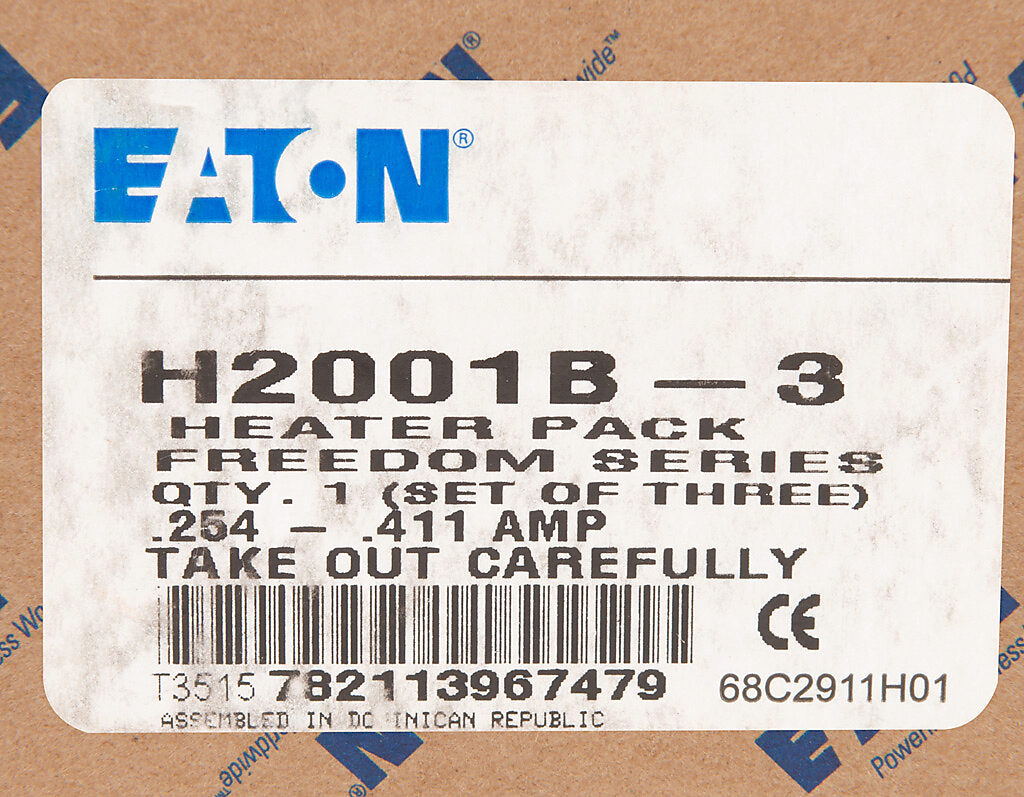 EATON®
H2001B — 3
HEATER PACK
FREEDOM SERIES
QTY. 1 (SET OF THREE)
.254 – .411 AMP
TAKE OUT CAREFULLY
CE
T3515 782113967479
68C2911H01
ASSEMBLED IN DOMINICAN REPUBLIC